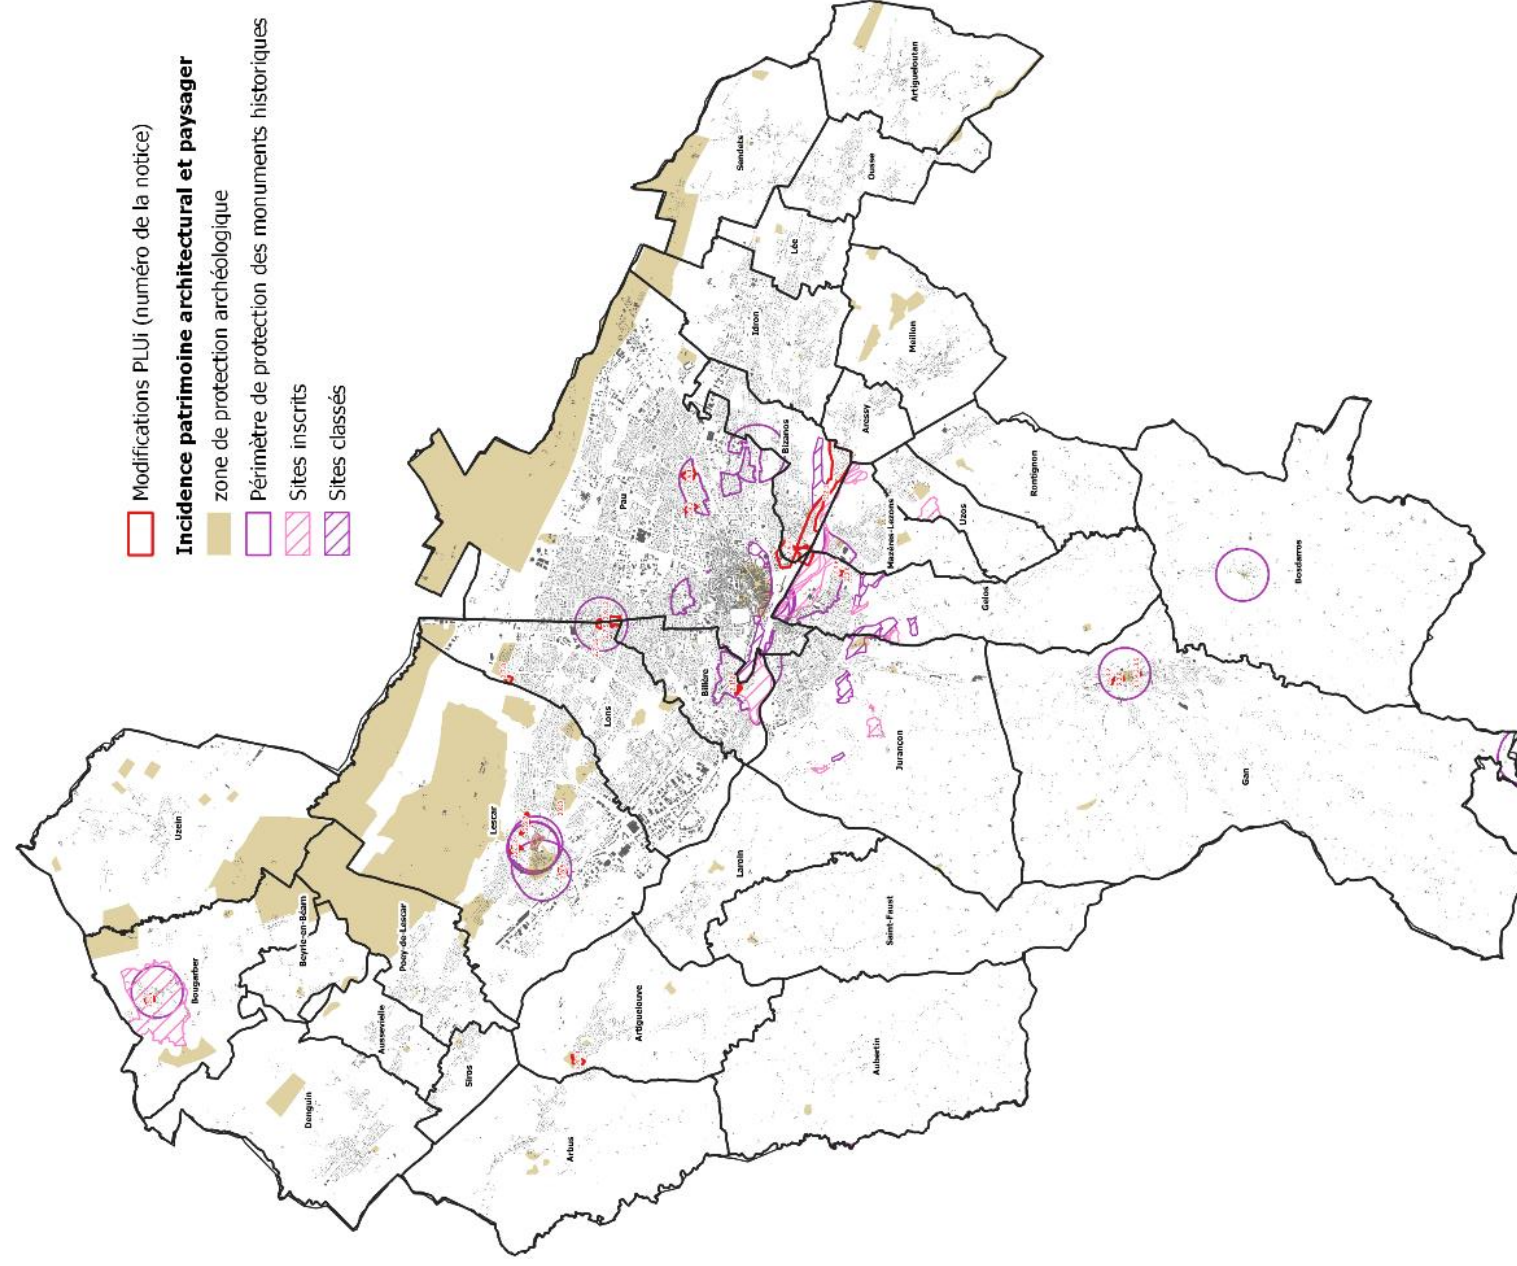 Modifications PLUi (numéro de la notice)
Incidence patrimoine architectural et paysager
zone de protection archéologique
Périmètre de protection des monuments historiques
Sites inscrits
Sites classés
Uzein
Bougarber
Beyrie-en-Béarn
Denguin
Aussevielle
Poey-de-Lescar
Siros
Lescar
Lons
Pau
Billère
Bizanos
Idron
Lée
Ousse
Sendets
Artigueloutan
Meillon
Aressy
Rontignon
Uzos
Mazères-Lezons
Gelos
Jurançon
Laroin
Saint-Faust
Artiguelouve
Arbus
Aubertin
Gan
Bosdarros